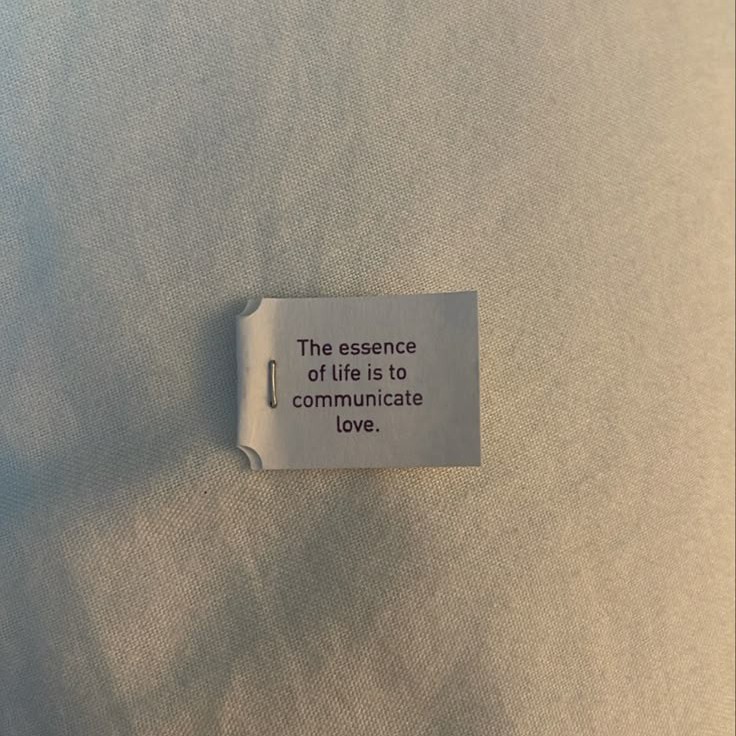 The essence
of life is to
communicate
love.